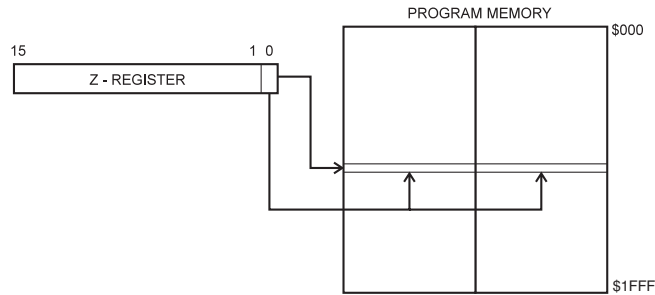 PROGRAM MEMORY
$000
15 1 0
Z - REGISTER
$1FFF